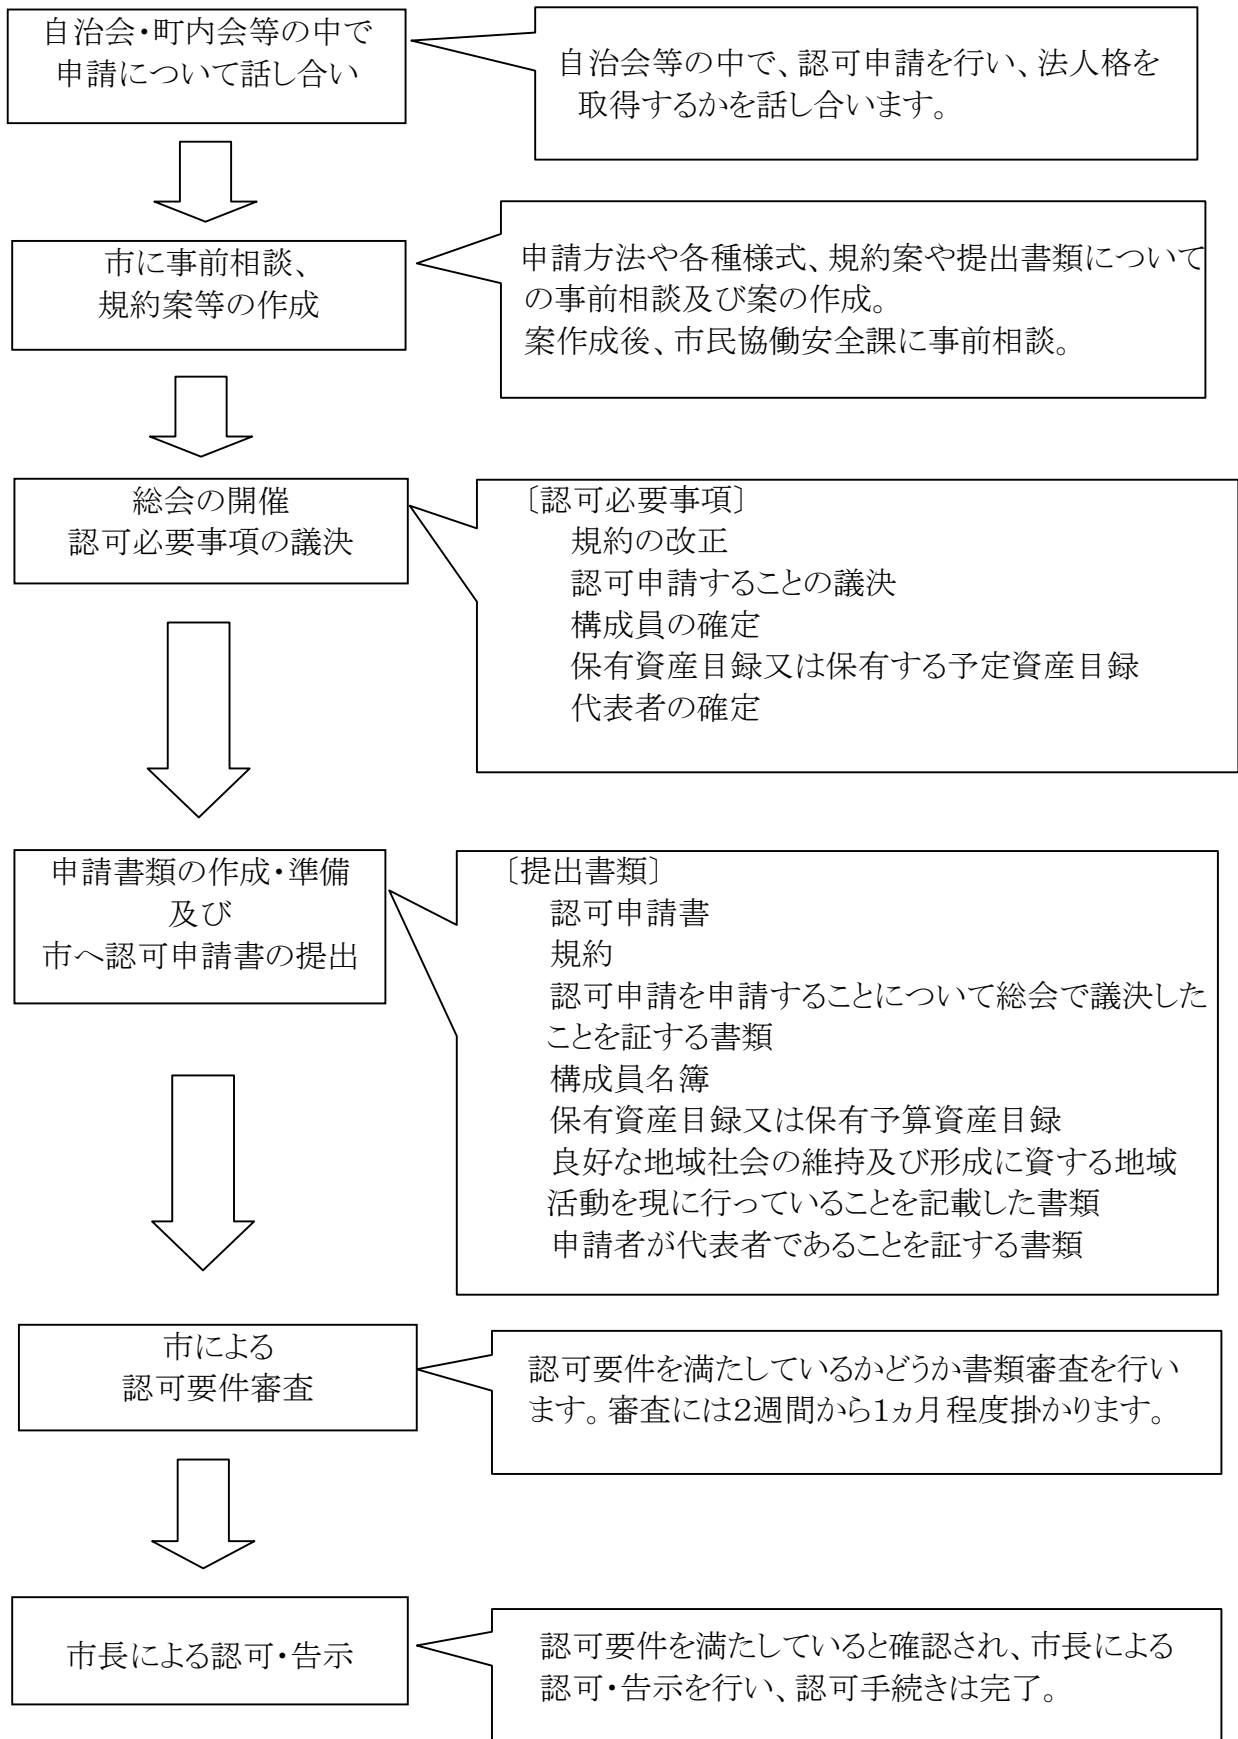 自治会・町内会等の中で
申請について話し合い
自治会等の中で、認可申請を行い、法人格を
取得するかを話し合います。
市に事前相談、
規約案等の作成
申請方法や各種様式、規約案や提出書類について
の事前相談及び案の作成。
案作成後、市民協働安全課に事前相談。
総会の開催
認可必要事項の議決
〔認可必要事項〕
規約の改正
認可申請することの議決
構成員の確定
保有資産目録又は保有する予定資産目録
代表者の確定
申請書類の作成・準備
及び
市へ認可申請書の提出
〔提出書類〕
認可申請書
規約
認可申請を申請することについて総会で議決した
ことを証する書類
構成員名簿
保有資産目録又は保有予算資産目録
良好な地域社会の維持及び形成に資する地域
活動を現に行っていることを記載した書類
申請者が代表者であることを証する書類
市による
認可要件審査
認可要件を満たしているかどうか書類審査を行い
ます。審査には2週間から1ヵ月程度掛かります。
市長による認可・告示
認可要件を満たしていると確認され、市長による
認可・告示を行い、認可手続きは完了。